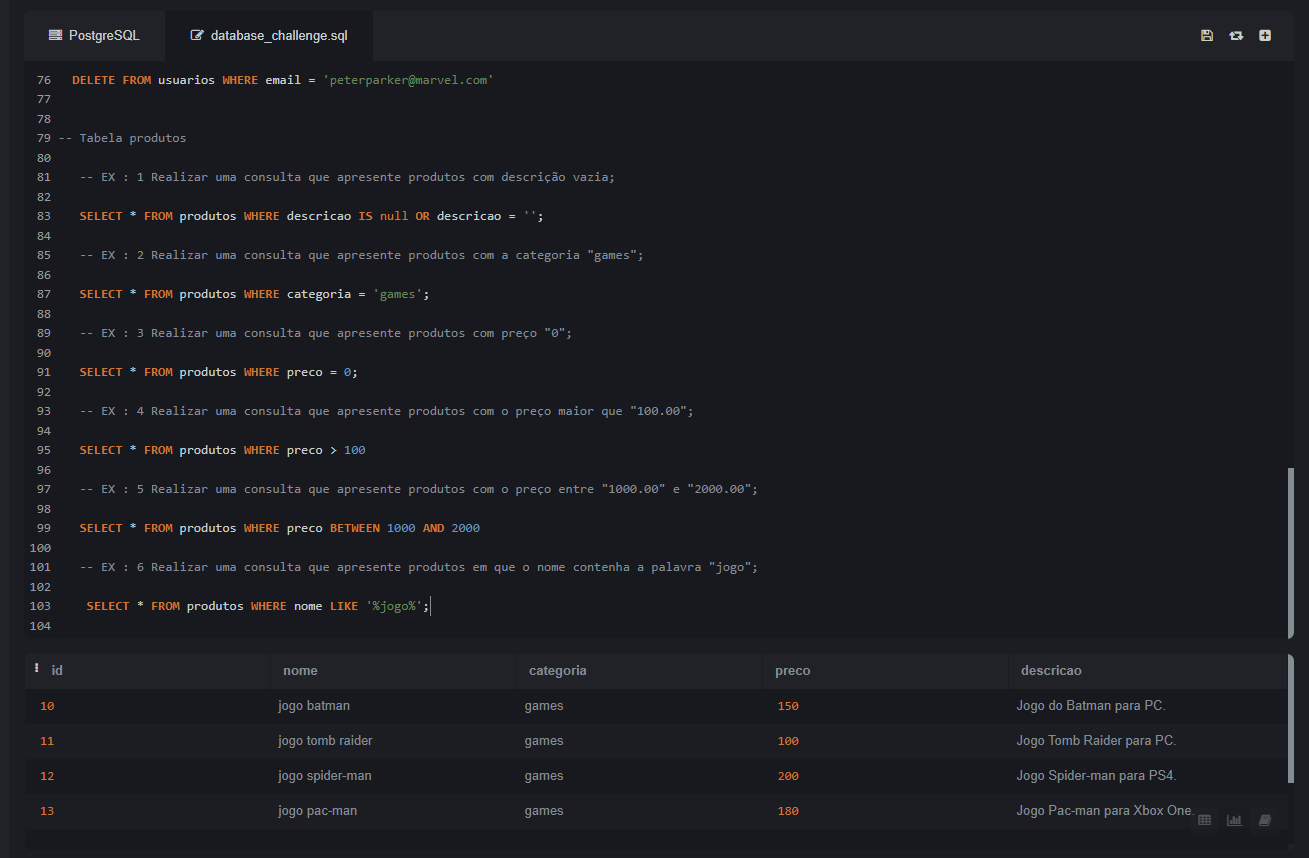 PostgreSQL database_challenge.sql
76 DELETE FROM usuarios WHERE email = 'peterparker@marvel.com'
77
78
79 -- Tabela produtos
80
81 -- EX : 1 Realizar uma consulta que apresente produtos com descrição vazia;
82
83 SELECT * FROM produtos WHERE descricao IS null OR descricao = '';
84
85 -- EX : 2 Realizar uma consulta que apresente produtos com a categoria "games";
86
87 SELECT * FROM produtos WHERE categoria = 'games';
88
89 -- EX : 3 Realizar uma consulta que apresente produtos com preço "0";
90
91 SELECT * FROM produtos WHERE preco = 0;
92
93 -- EX : 4 Realizar uma consulta que apresente produtos com o preço maior que "100.00";
94
95 SELECT * FROM produtos WHERE preco > 100
96
97 -- EX : 5 Realizar uma consulta que apresente produtos com o preço entre "1000.00" e "2000.00";
98
99 SELECT * FROM produtos WHERE preco BETWEEN 1000 AND 2000
100
101 -- EX : 6 Realizar uma consulta que apresente produtos em que o nome contenha a palavra "jogo";
102
103 SELECT * FROM produtos WHERE nome LIKE '%jogo%';
104
id nome categoria preco descricao
10 jogo batman games 150 Jogo do Batman para PC.
11 jogo tomb raider games 100 Jogo Tomb Raider para PC.
12 jogo spider-man games 200 Jogo Spider-man para PS4.
13 jogo pac-man games 180 Jogo Pac-man para Xbox One.